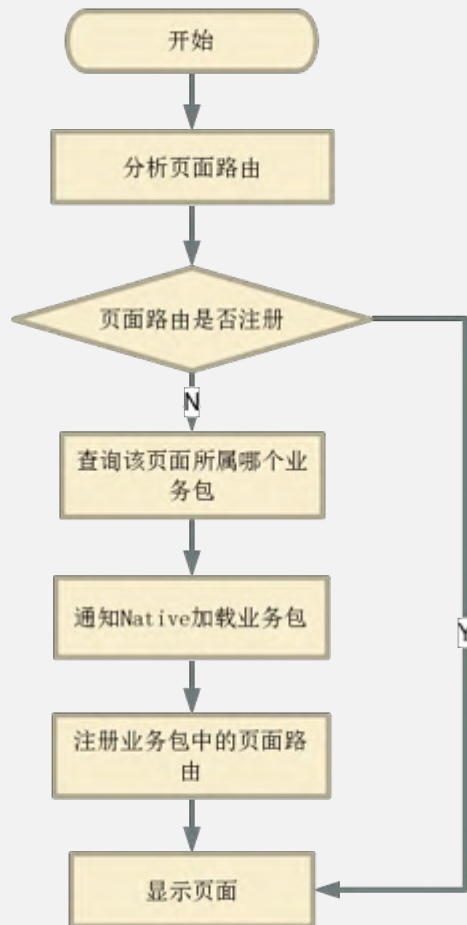 开始
分析页面路由
页面路由是否注册
N
查询该页面所属哪个业
务包
通知Native加载业务包
Y
注册业务包中的页面路
由
显示页面